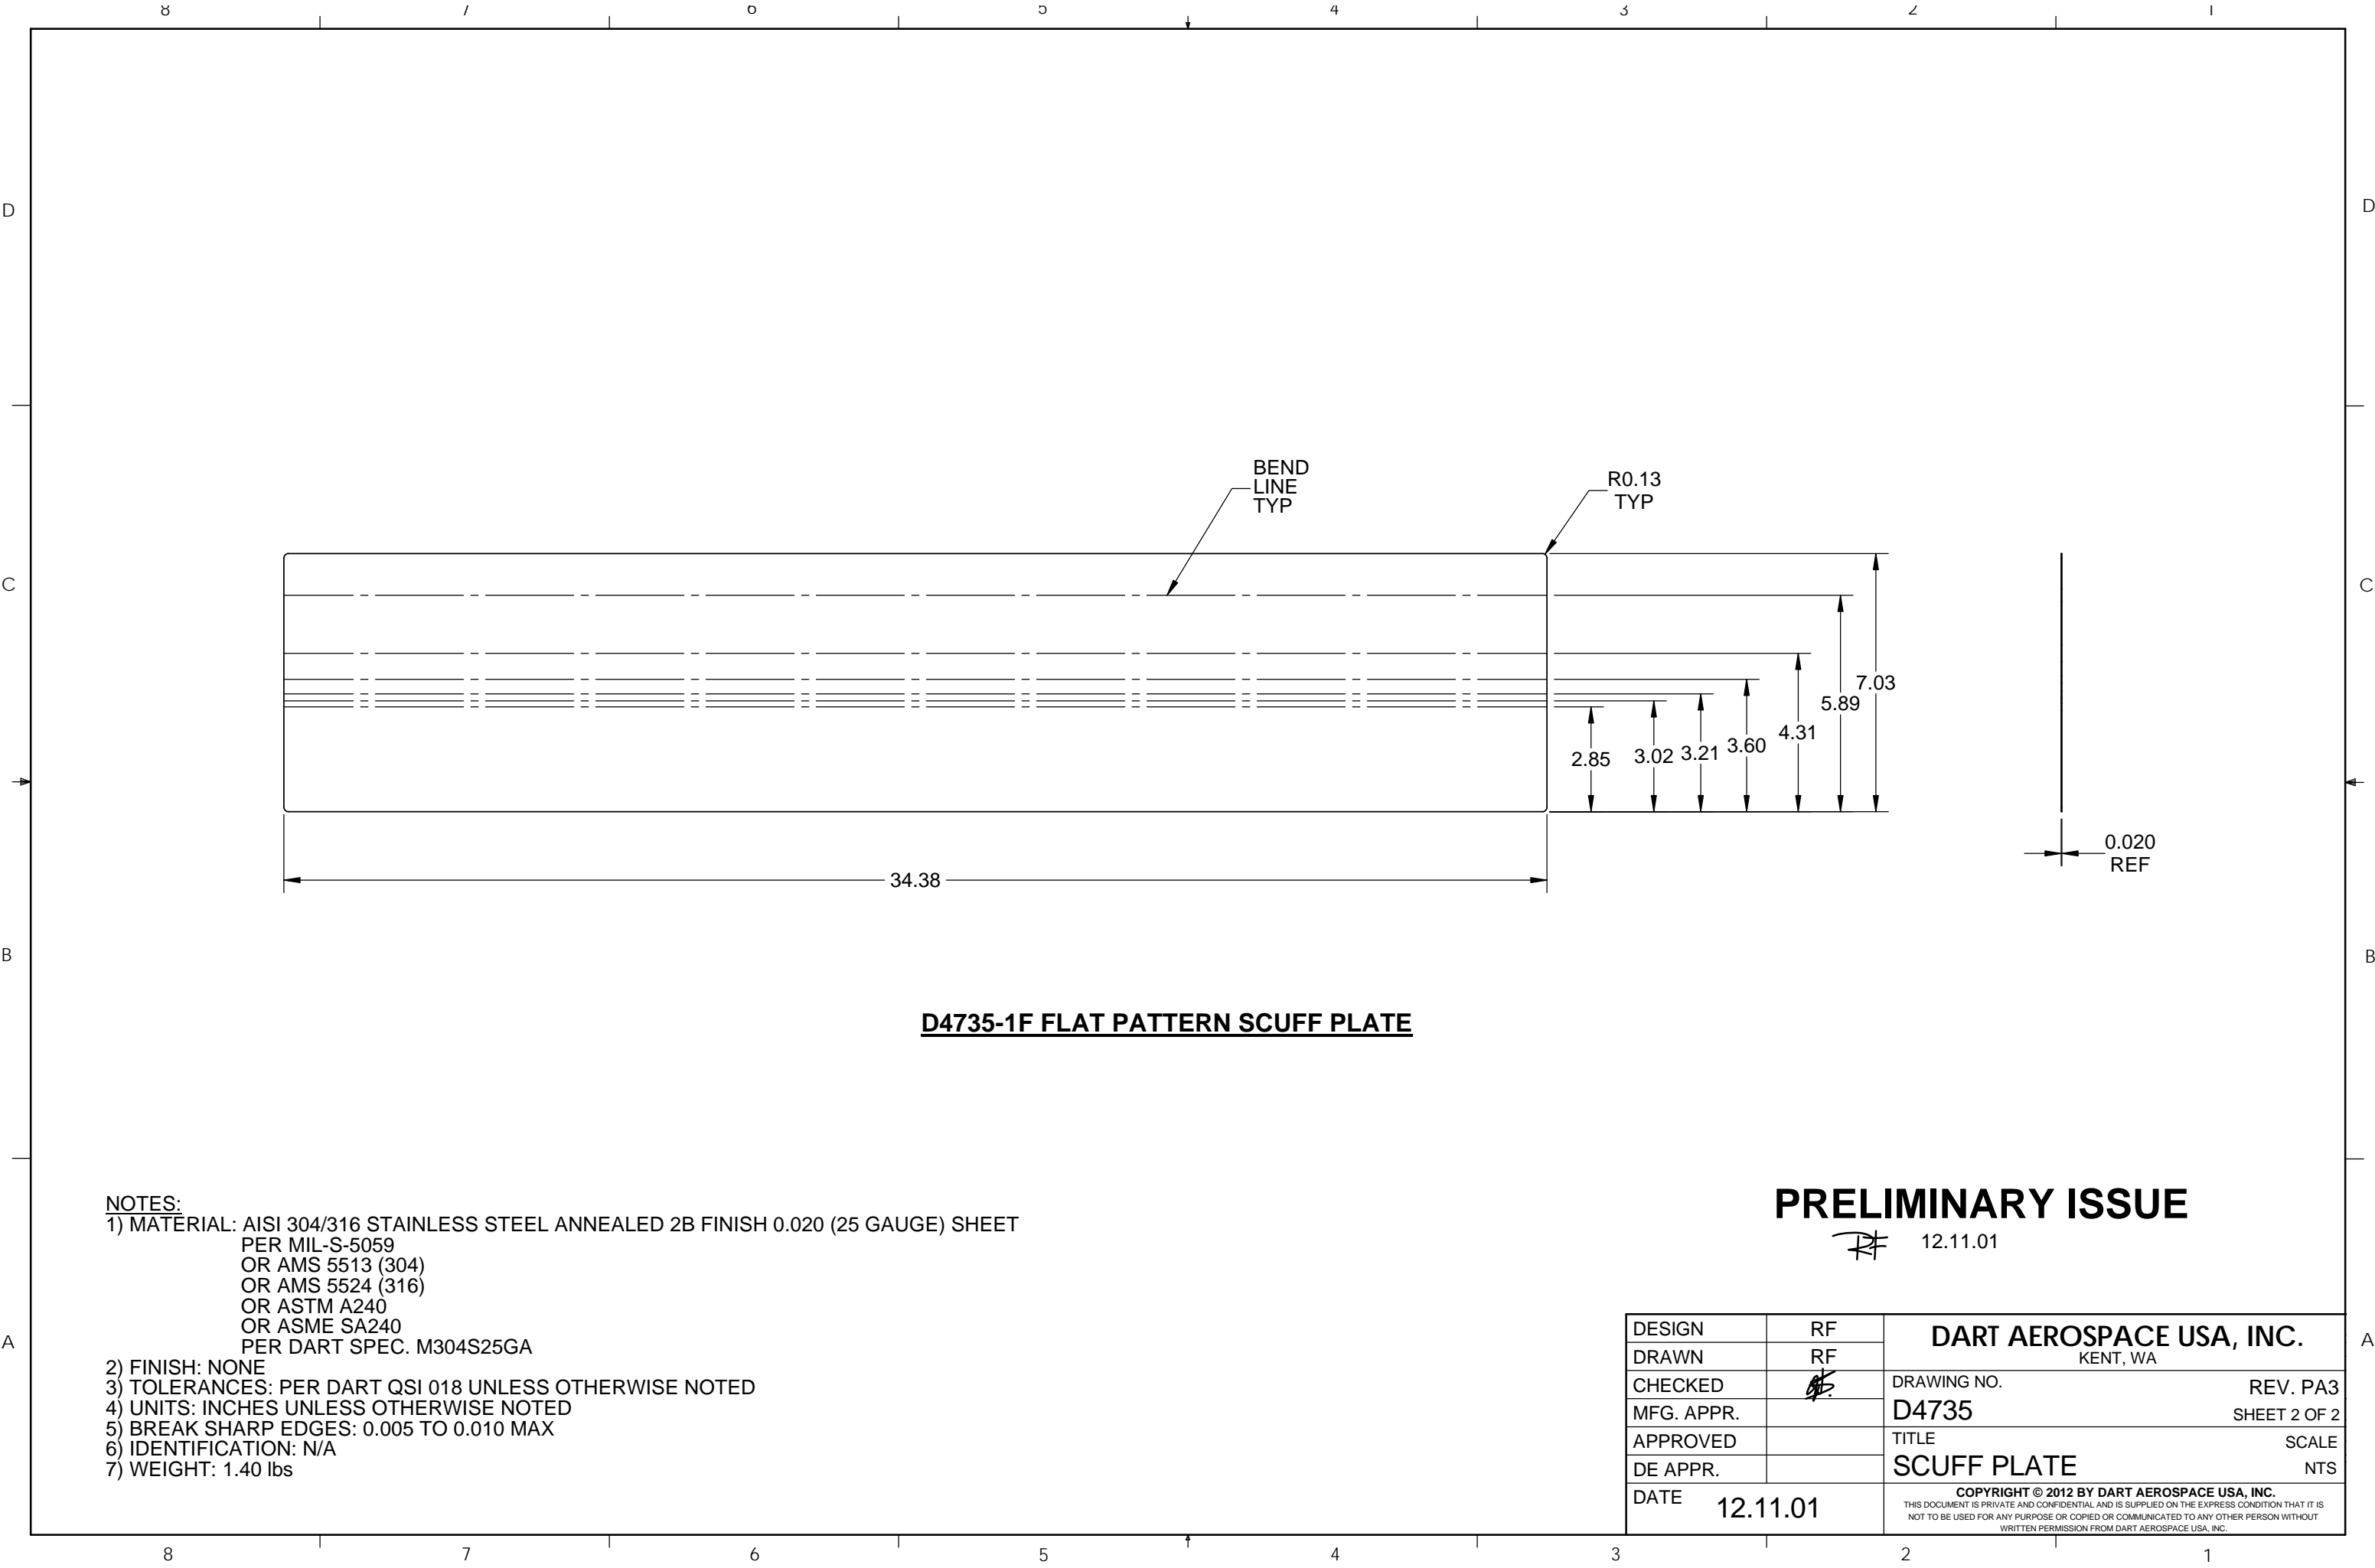 8 7 6 5 4 3 2 1
D
D
BEND
LINE
TYP
R0.13
TYP
C
C
7.03
5.89
4.31
3.60
3.21
3.02
2.85
0.020
REF
34.38
B
B
D4735-1F FLAT PATTERN SCUFF PLATE
NOTES:
1) MATERIAL: AISI 304/316 STAINLESS STEEL ANNEALED 2B FINISH 0.020 (25 GAUGE) SHEET
PER MIL-S-5059
OR AMS 5513 (304)
OR AMS 5524 (316)
OR ASTM A240
OR ASME SA240
PER DART SPEC. M304S25GA
2) FINISH: NONE
3) TOLERANCES: PER DART QSI 018 UNLESS OTHERWISE NOTED
4) UNITS: INCHES UNLESS OTHERWISE NOTED
5) BREAK SHARP EDGES: 0.005 TO 0.010 MAX
6) IDENTIFICATION: N/A
7) WEIGHT: 1.40 lbs
PRELIMINARY ISSUE
RF 12.11.01
A
A
DESIGN RF
DRAWN RF
CHECKED
MFG. APPR.
APPROVED
DE APPR.
DATE 12.11.01
DART AEROSPACE USA, INC.
KENT, WA
DRAWING NO. REV. PA3
D4735 SHEET 2 OF 2
TITLE SCALE
SCUFF PLATE NTS
COPYRIGHT © 2012 BY DART AEROSPACE USA, INC.
THIS DOCUMENT IS PRIVATE AND CONFIDENTIAL AND IS SUPPLIED ON THE EXPRESS CONDITION THAT IT IS
NOT TO BE USED FOR ANY PURPOSE OR COPIED OR COMMUNICATED TO ANY OTHER PERSON WITHOUT
WRITTEN PERMISSION FROM DART AEROSPACE USA, INC.
8 7 6 5 4 3 2 1